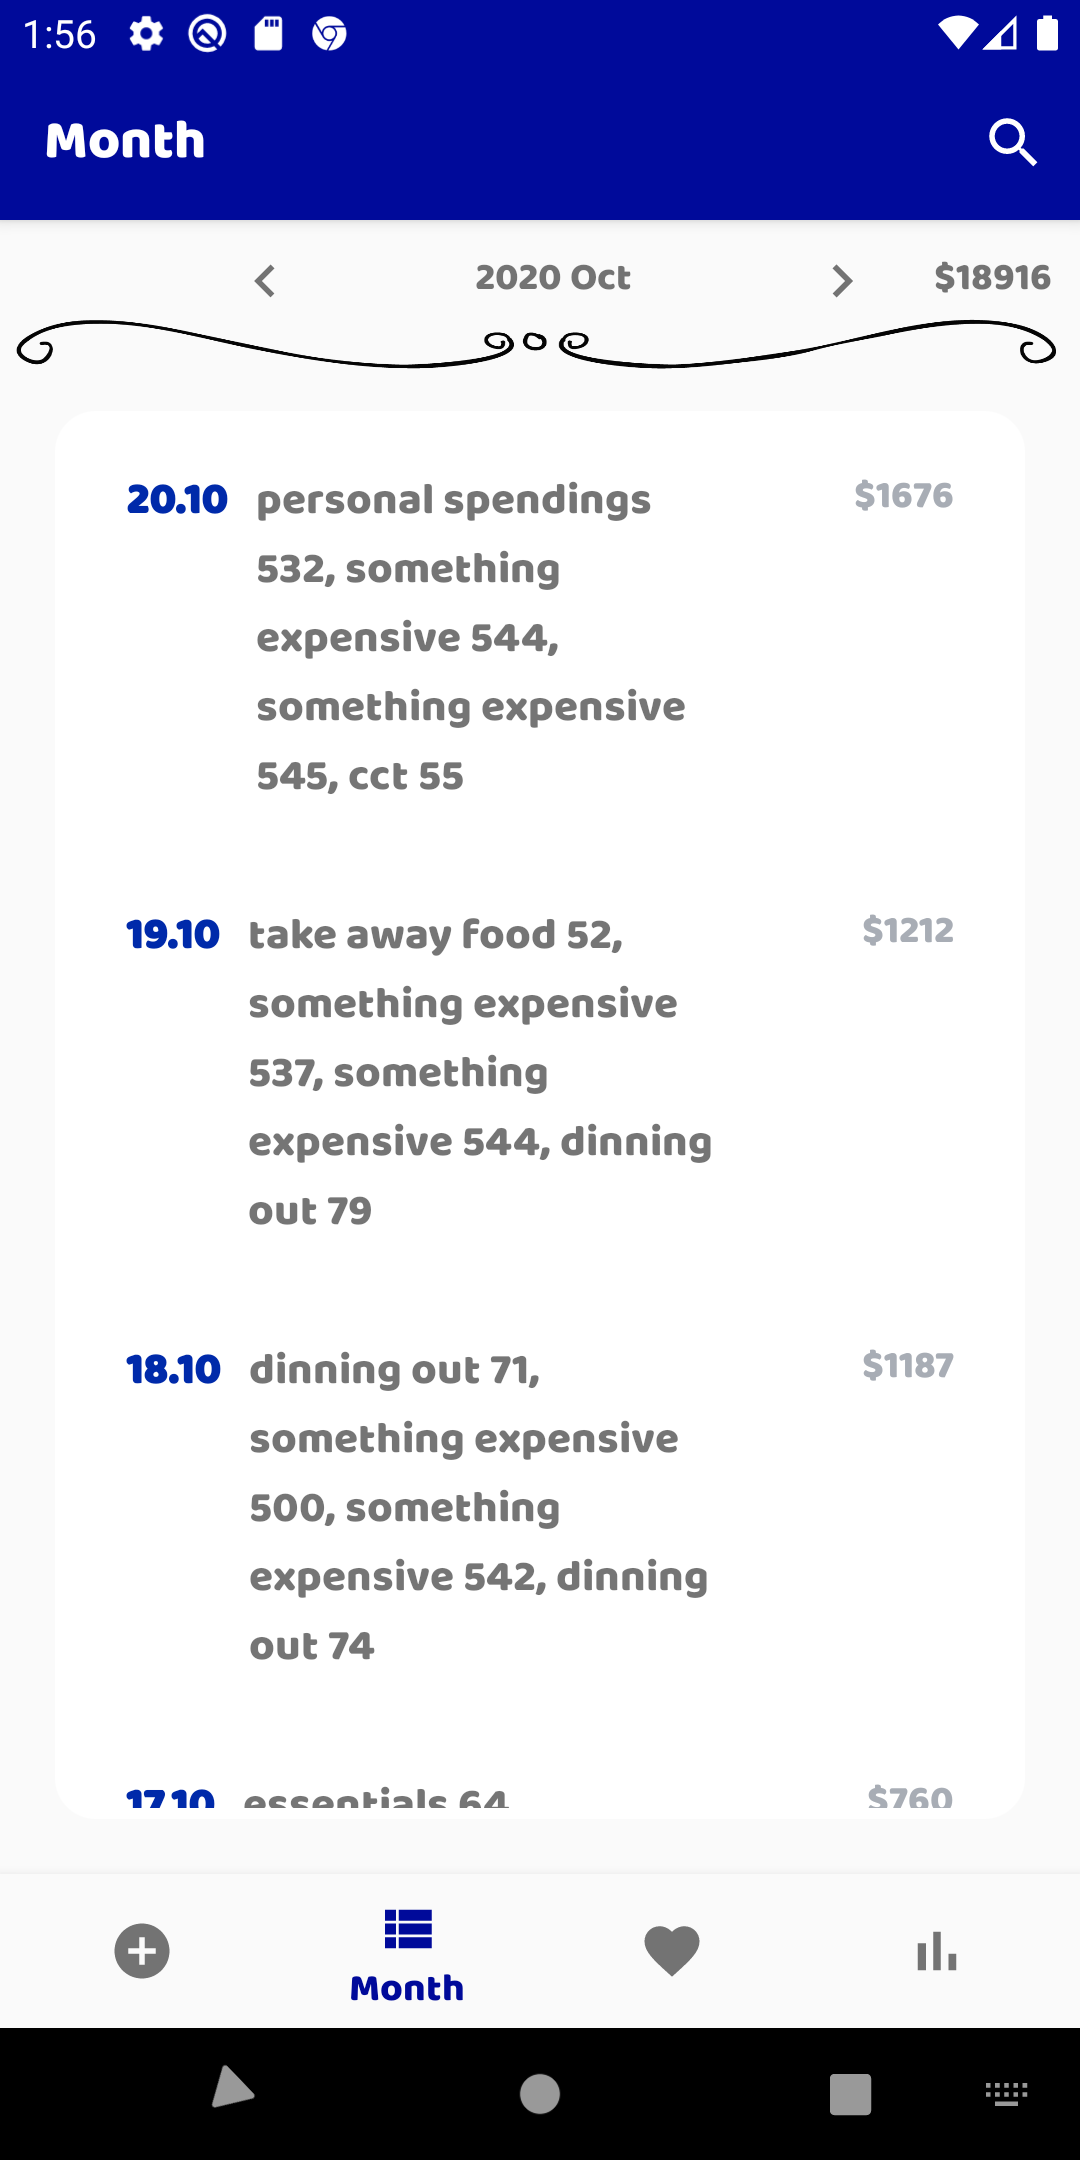 1:56
Month
2020 Oct
$18916
20.10 personal spendings $1676
532, something
expensive 544,
something expensive
545, cct 55
19.10 take away food 52, $1212
something expensive
537, something
expensive 544, dinning
out 79
18.10 dinning out 71, $1187
something expensive
500, something
expensive 542, dinning
out 74
17.10 essentials 64 $760
Month